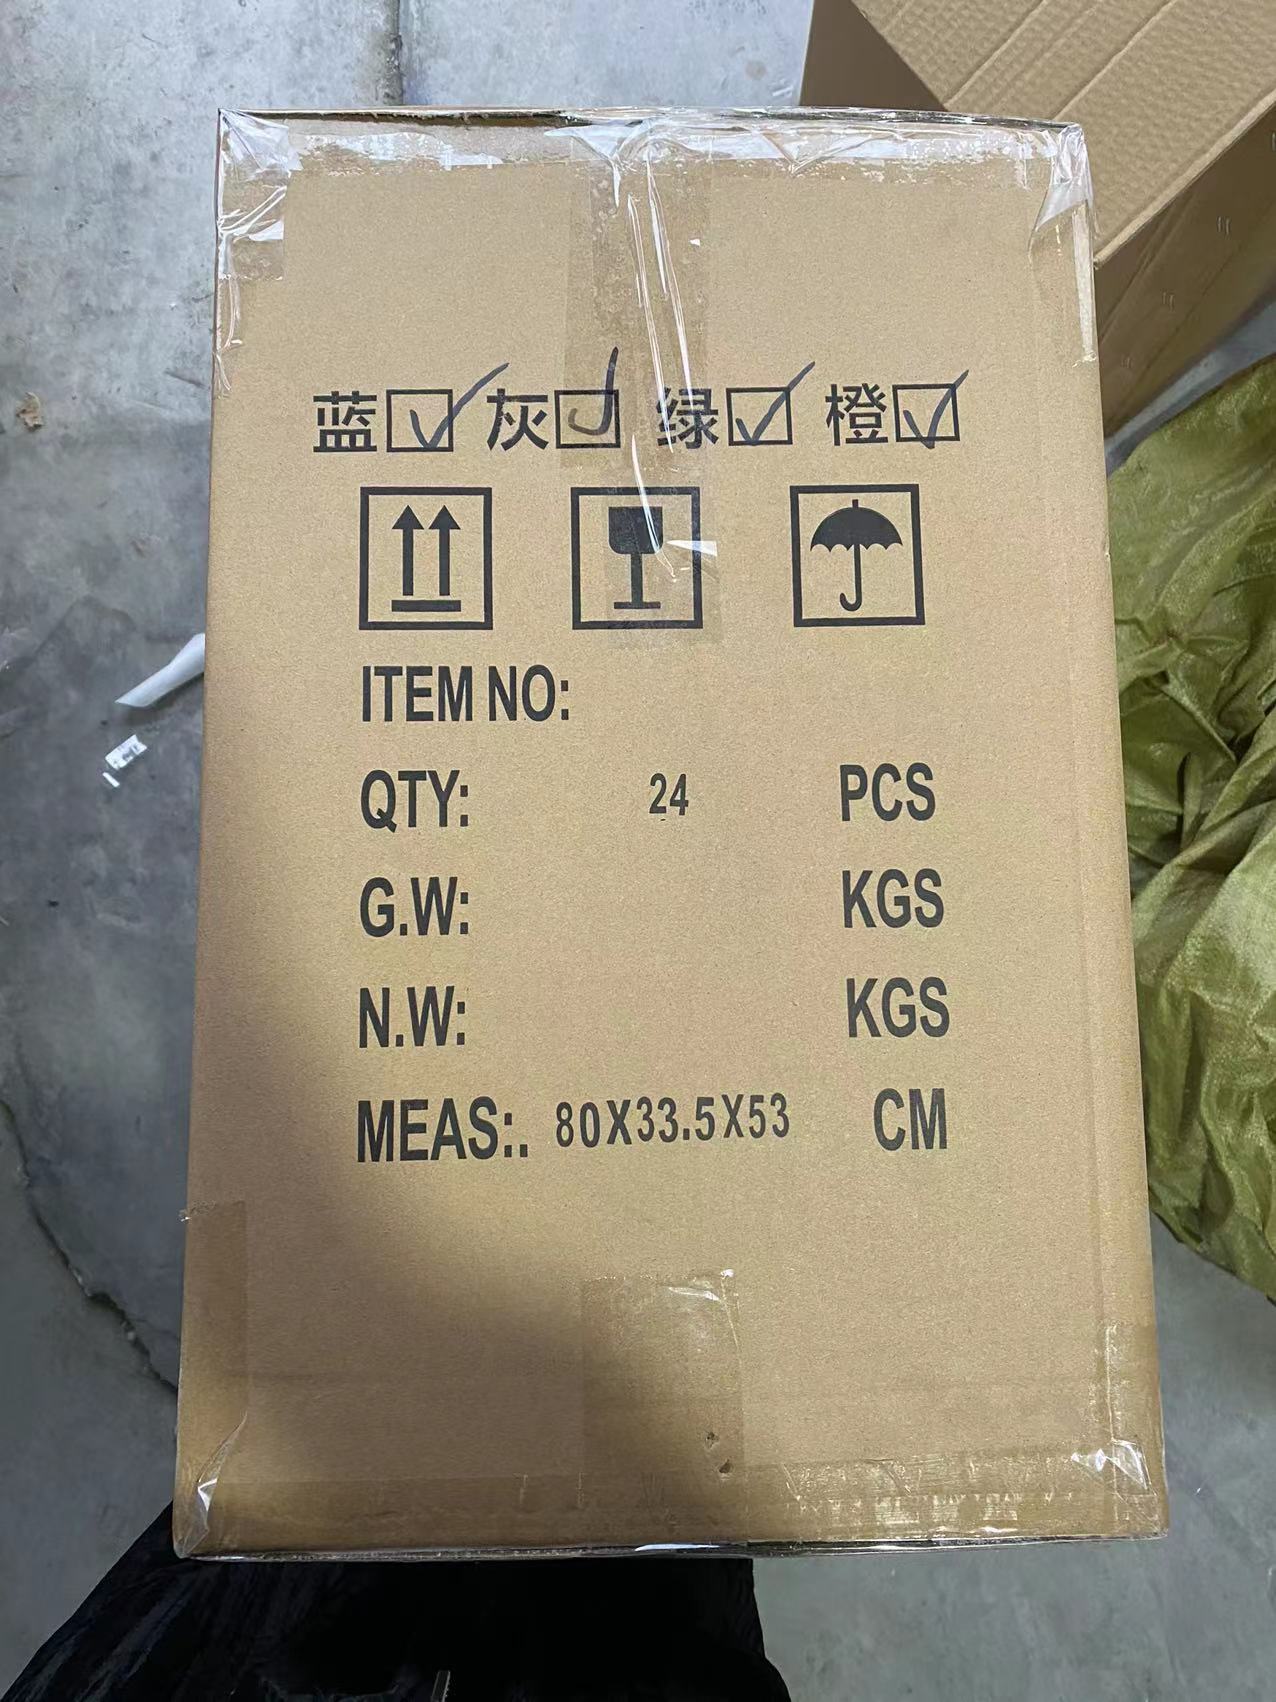 蓝 灰 绿 橙
ITEM NO:
QTY: 24 PCS
G.W: KGS
N.W: KGS
MEAS:. 80X33.5X53 CM